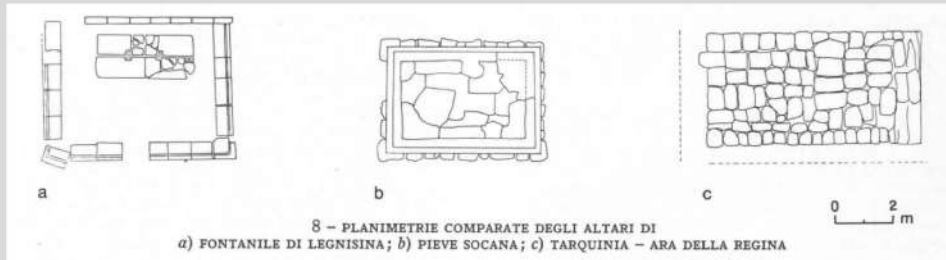 a
b
c
0 2
m
8 – PLANIMETRIE COMPARATE DEGLI ALTARI DI
a) FONTANILE DI LEGNISINA; b) PIEVE SOCANA; c) TARQUINIA – ARA DELLA REGINA